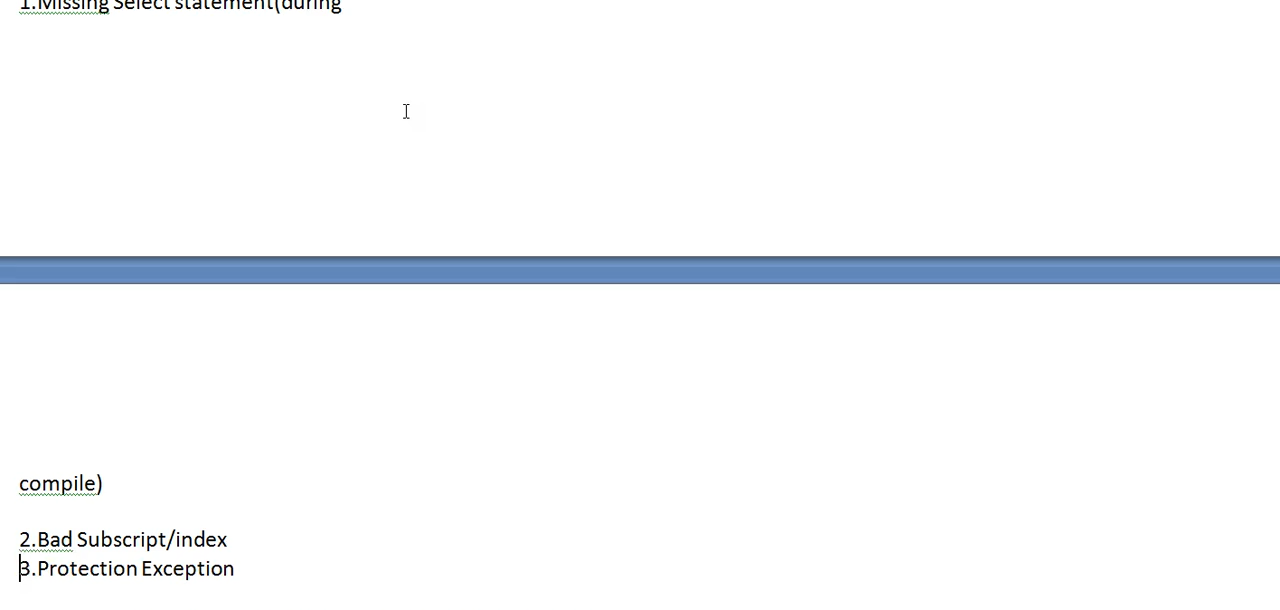 1.Missing Select statement(during
compile)
2.Bad Subscript/index
3.Protection Exception